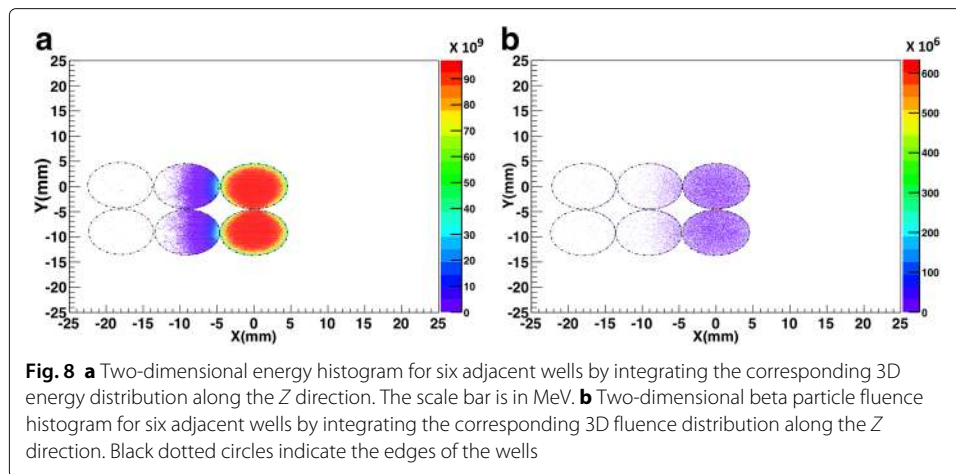 a
b
X 10⁹
X 10⁶
25
20
15
10
5
0
-5
-10
-15
-20
-25
Y(mm)
-25 -20 -15 -10 -5 0 5 10 15 20 25
X(mm)
90
80
70
60
50
40
30
20
10
0
25
20
15
10
5
0
-5
-10
-15
-20
-25
Y(mm)
-25 -20 -15 -10 -5 0 5 10 15 20 25
X(mm)
600
500
400
300
200
100
0
Fig. 8 a Two-dimensional energy histogram for six adjacent wells by integrating the corresponding 3D
energy distribution along the Z direction. The scale bar is in MeV. b Two-dimensional beta particle fluence
histogram for six adjacent wells by integrating the corresponding 3D fluence distribution along the Z
direction. Black dotted circles indicate the edges of the wells